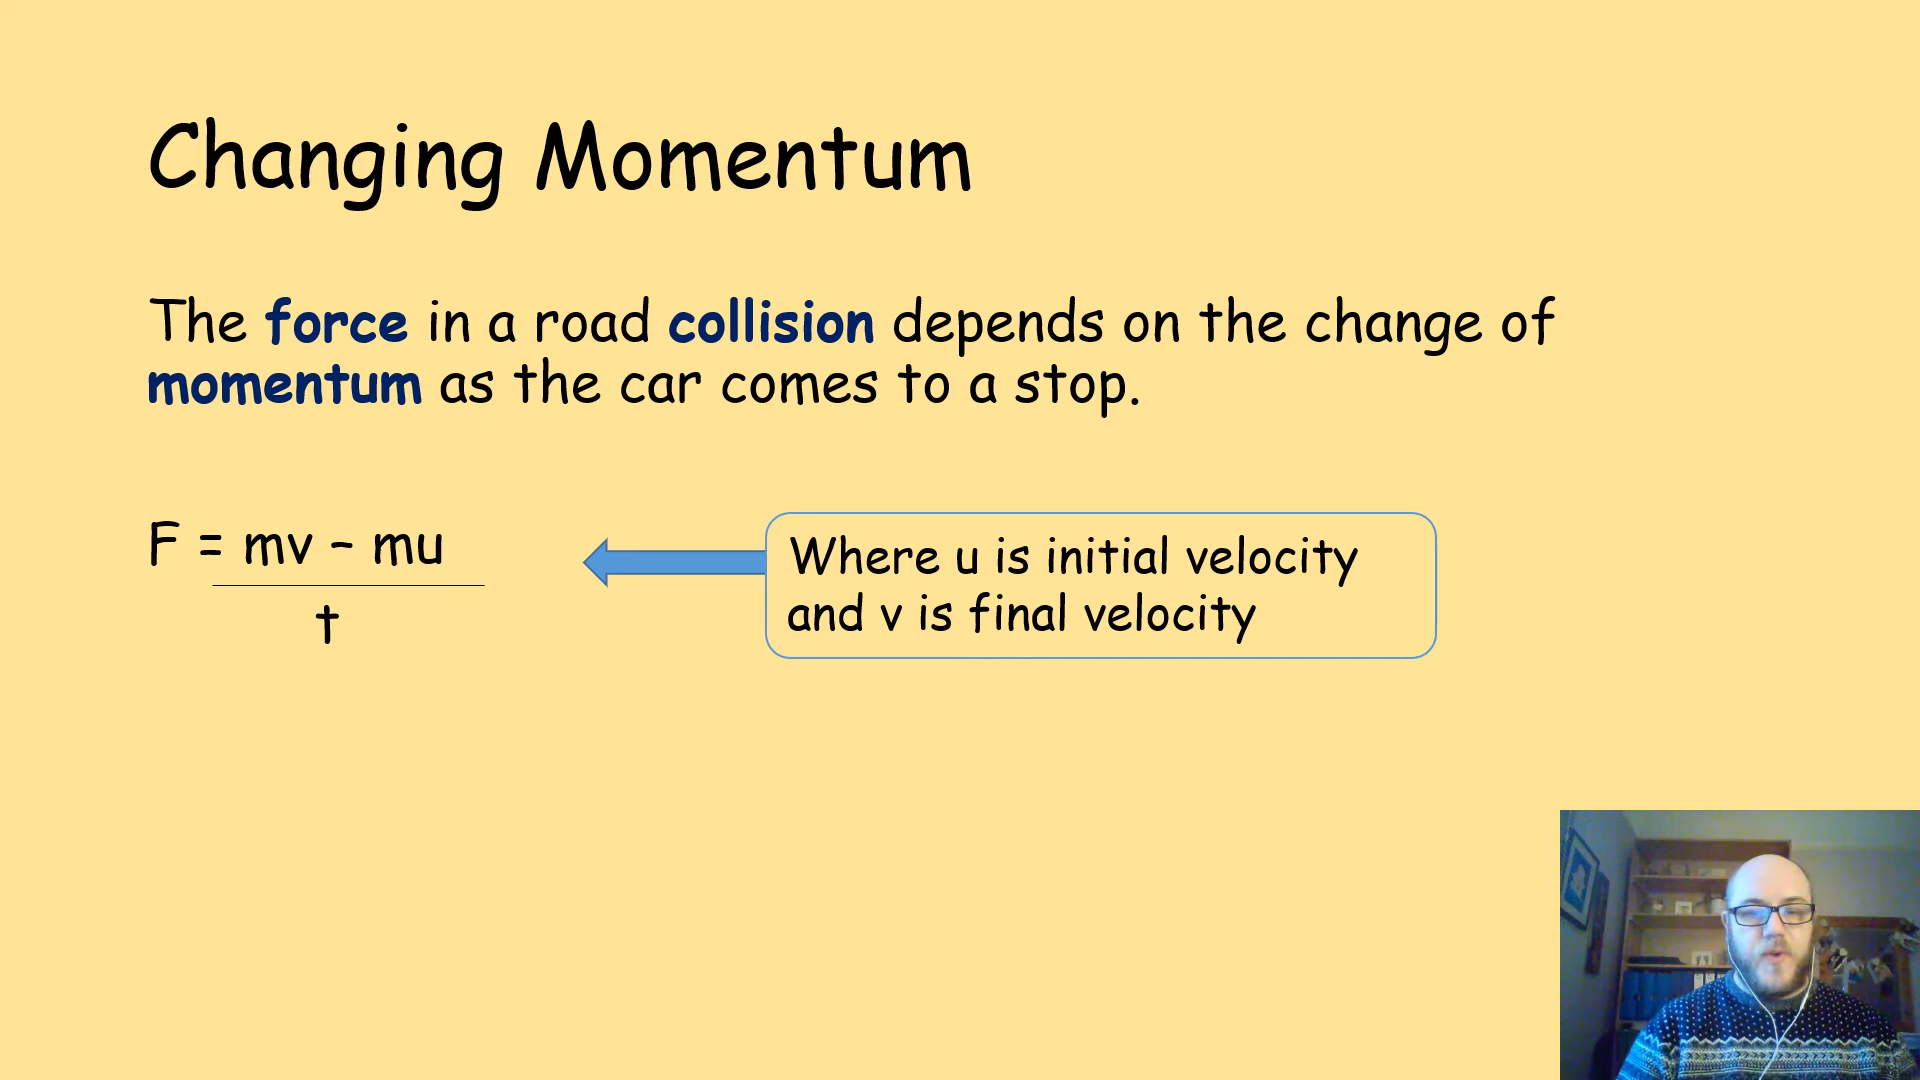 Changing Momentum
The force in a road collision depends on the change of
momentum as the car comes to a stop.
F = mv – mu
t
Where u is initial velocity
and v is final velocity